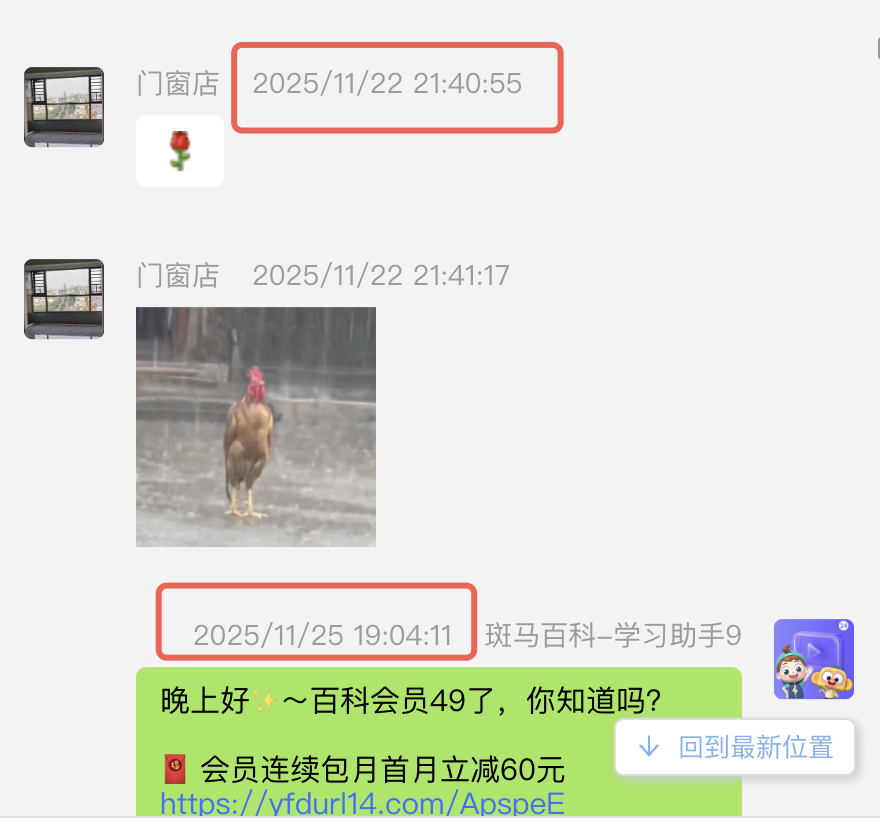 门窗店 2025/11/22 21:40:55
门窗店 2025/11/22 21:41:17
2025/11/25 19:04:11 斑马百科-学习助手9
24
晚上好✨～百科会员49了，你知道吗？
🧧 会员连续包月首月立减60元
https://yfdurl14.com/ApspeE
↓ 回到最新位置